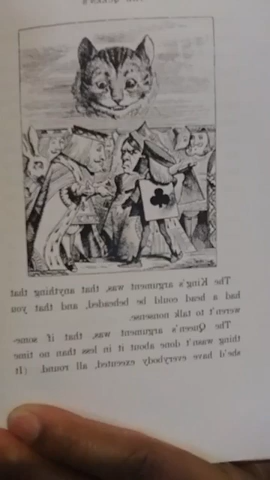 THE QUEEN'S
The King's argument was, that anything that
had a head could be beheaded, and that you
weren't to talk nonsense.
The Queen's argument was, that if some-
thing wasn't done about it in less than no time
she'd have everybody executed, all round. (It